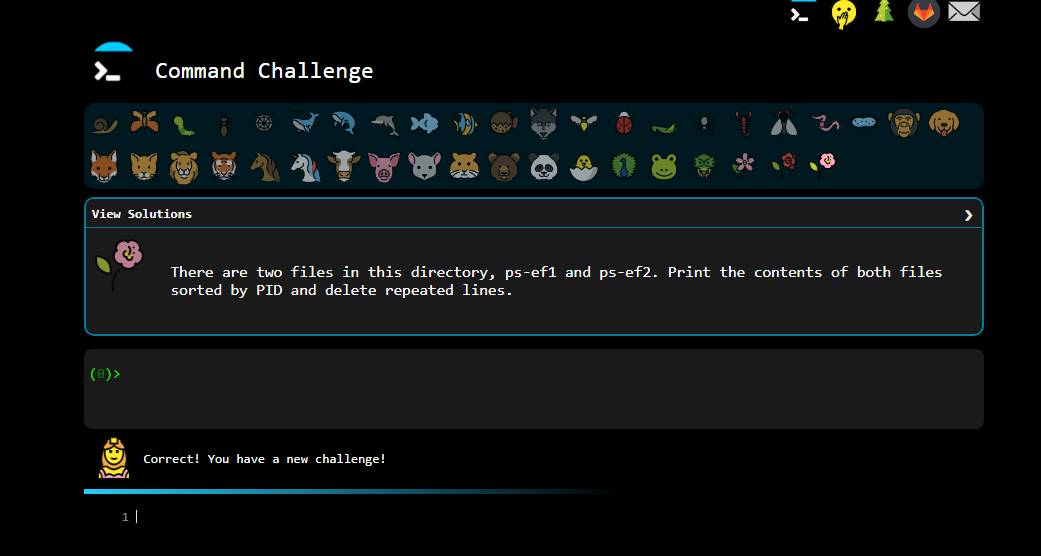 Command Challenge
View Solutions
There are two files in this directory, ps-ef1 and ps-ef2. Print the contents of both files
sorted by PID and delete repeated lines.
(0)>
Correct! You have a new challenge!
1